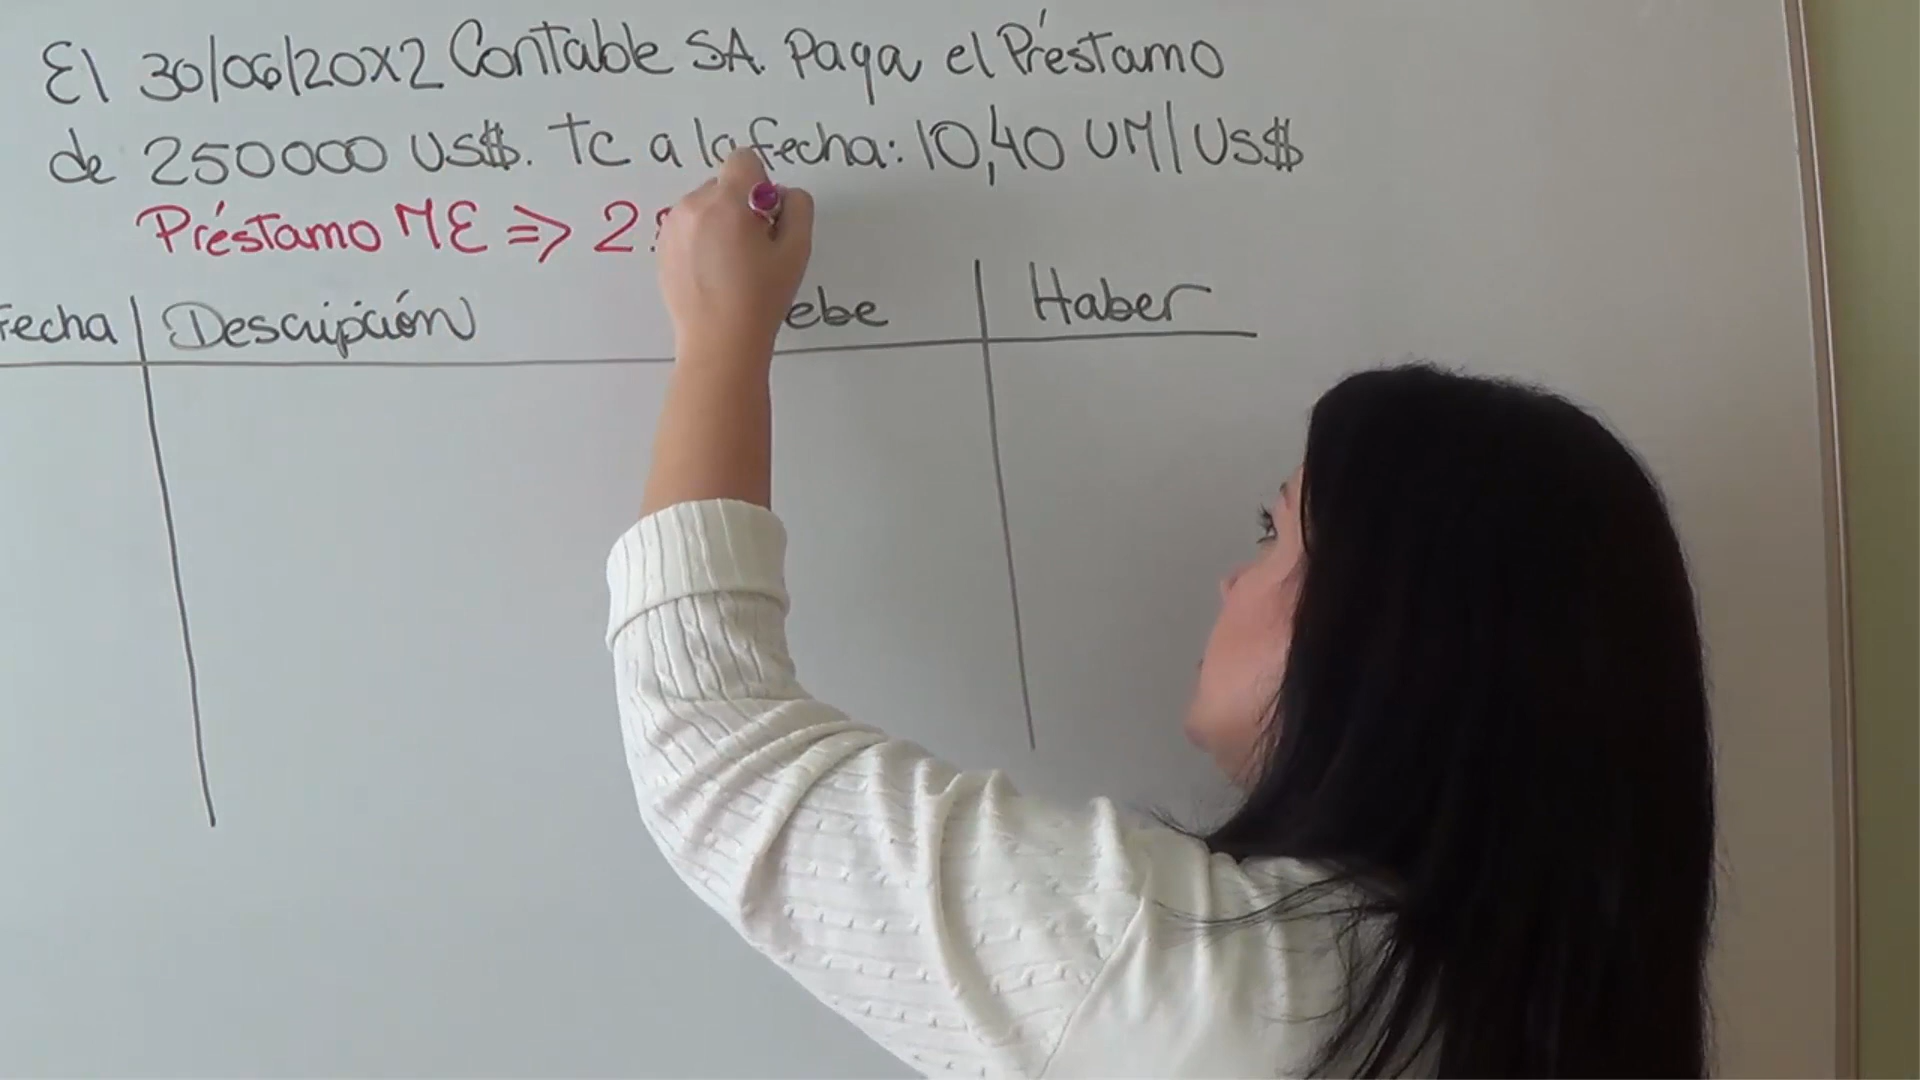 El 30/06/20X2 Contable SA. Paga el Préstamo
de 250000 US$. TC a la fecha: 10,40 UM/US$
Préstamo ME => 2
Fecha Descripción ebe Haber